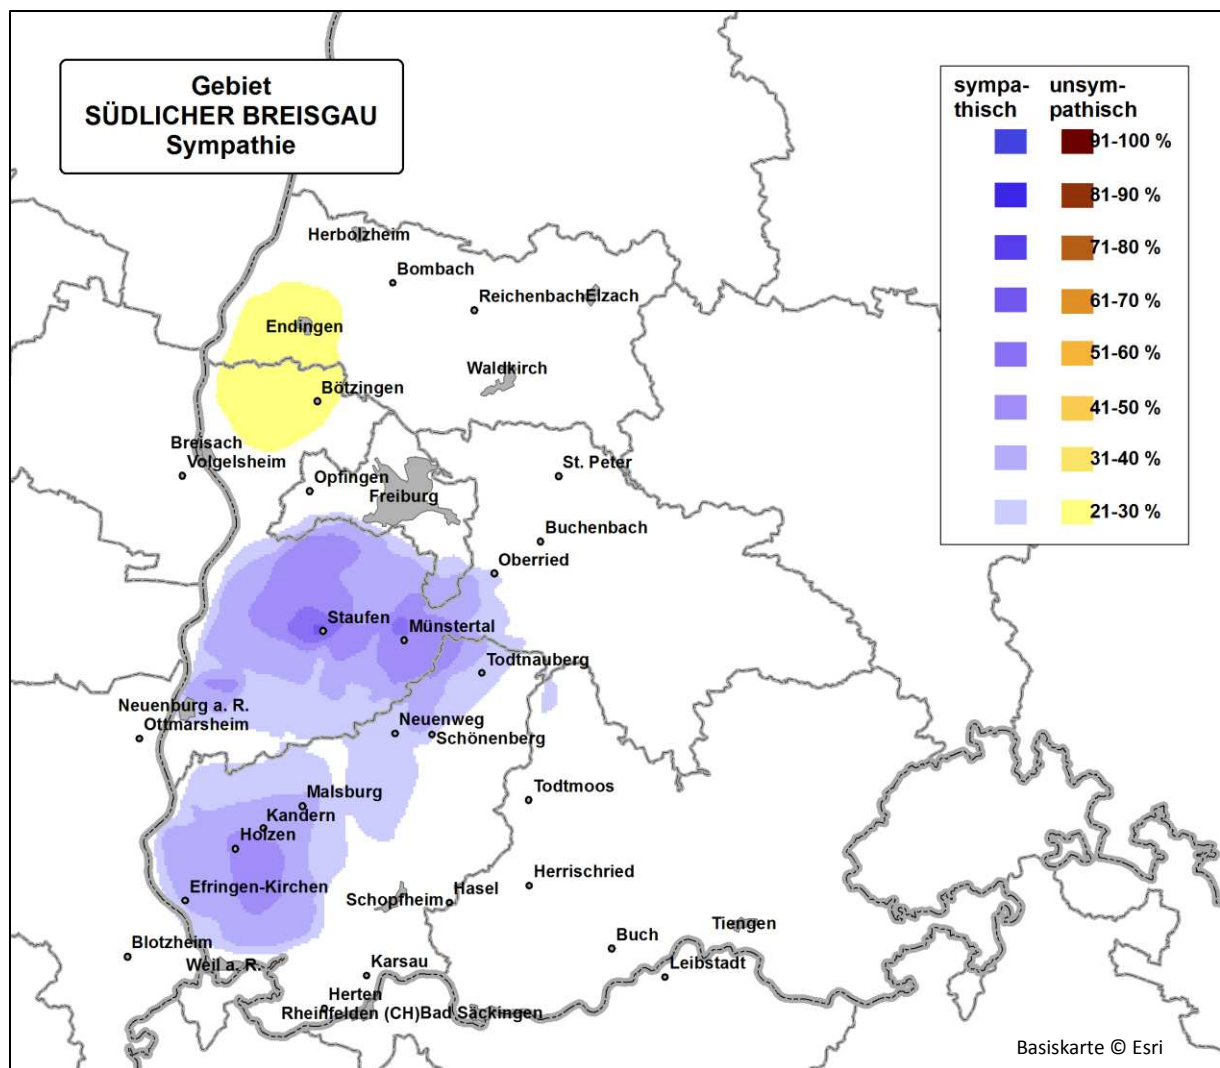 Gebiet
SÜDLICHER BREISGAU
Sympathie
sympa-
thisch
unsym-
pathisch
91-100 %
81-90 %
71-80 %
61-70 %
51-60 %
41-50 %
31-40 %
21-30 %
Herbolzheim
Bombach
Reichenbach
Elzach
Endingen
Waldkirch
Bötzingen
Breisach
Volgelsheim
Opfingen
Freiburg
St. Peter
Buchenbach
Oberried
Staufen
Münstertal
Todtnauberg
Neuenburg a. R.
Ottmarsheim
Neuenweg
Schönenberg
Malsburg
Todtmoos
Kandern
Holzen
Efringen-Kirchen
Schopfheim
Hasel
Herrischried
Tiengen
Blotzheim
Weil a. R.
Buch
Karsau
Leibstadt
Herten
Rheinfelden (CH)
Bad Säckingen
Basiskarte © Esri